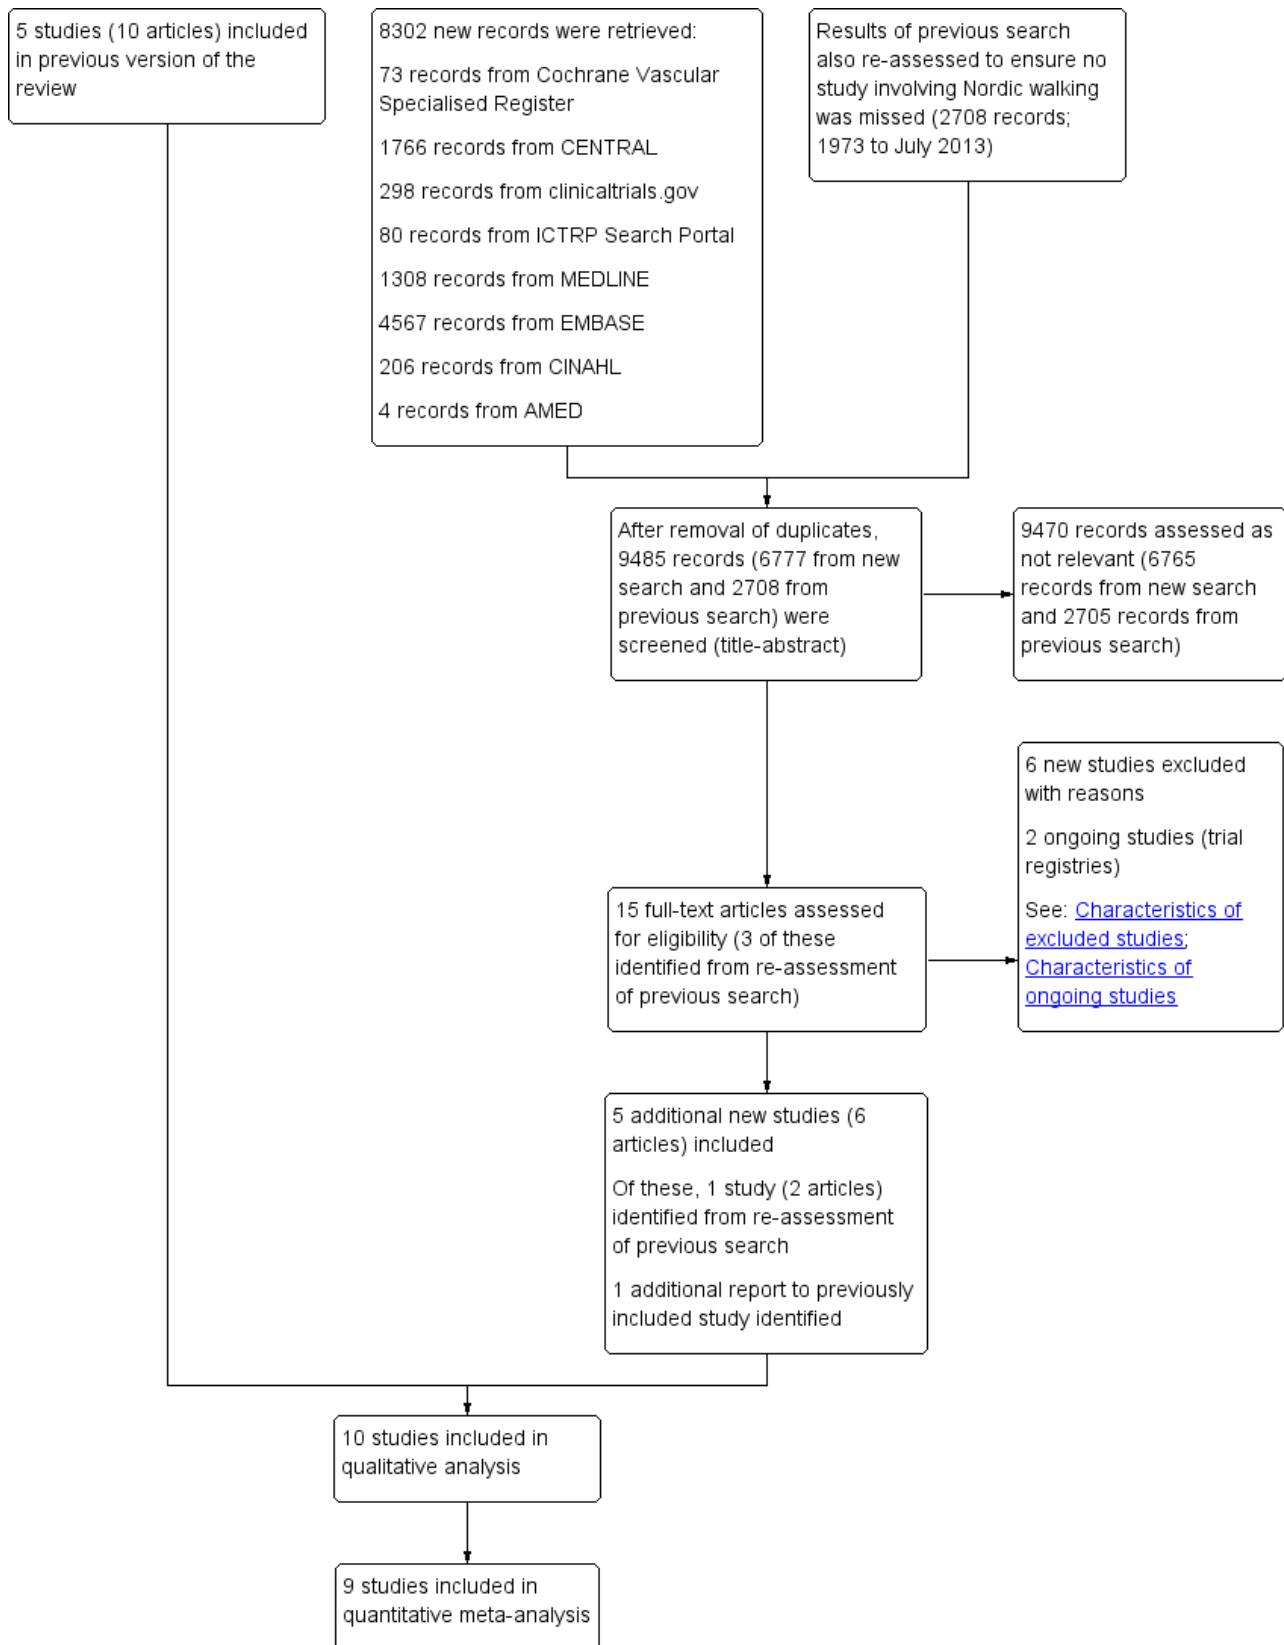 5 studies (10 articles) included
in previous version of the
review
8302 new records were retrieved:
73 records from Cochrane Vascular
Specialised Register
1766 records from CENTRAL
298 records from clinicaltrials.gov
80 records from ICTRP Search Portal
1308 records from MEDLINE
4567 records from EMBASE
206 records from CINAHL
4 records from AMED
Results of previous search
also re-assessed to ensure no
study involving Nordic walking
was missed (2708 records;
1973 to July 2013)
After removal of duplicates,
9485 records (6777 from new
search and 2708 from
previous search) were
screened (title-abstract)
9470 records assessed as
not relevant (6765
records from new search
and 2705 records from
previous search)
6 new studies excluded
with reasons
2 ongoing studies (trial
registries)
See: Characteristics of
excluded studies;
Characteristics of
ongoing studies
15 full-text articles assessed
for eligibility (3 of these
identified from re-assessment
of previous search)
5 additional new studies (6
articles) included
Of these, 1 study (2 articles)
identified from re-assessment
of previous search
1 additional report to previously
included study identified
10 studies included in
qualitative analysis
9 studies included in
quantitative meta-analysis